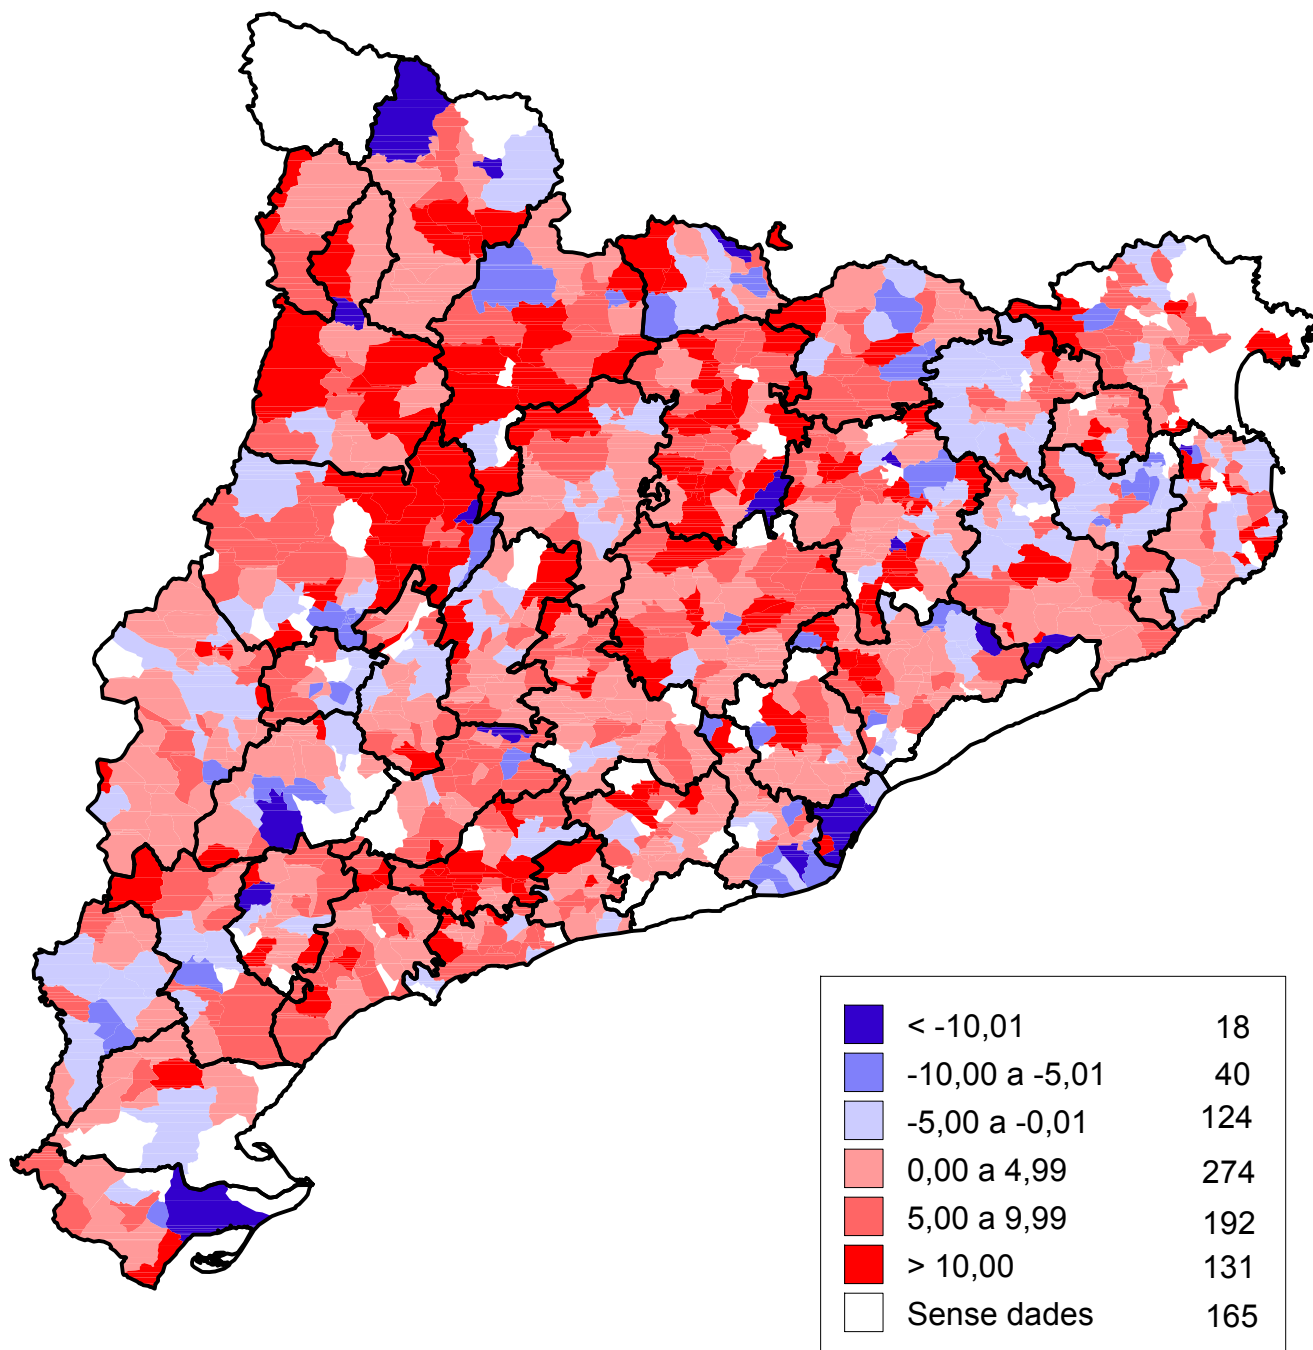 < -10,01 18
-10,00 a -5,01 40
-5,00 a -0,01 124
0,00 a 4,99 274
5,00 a 9,99 192
> 10,00 131
Sense dades 165